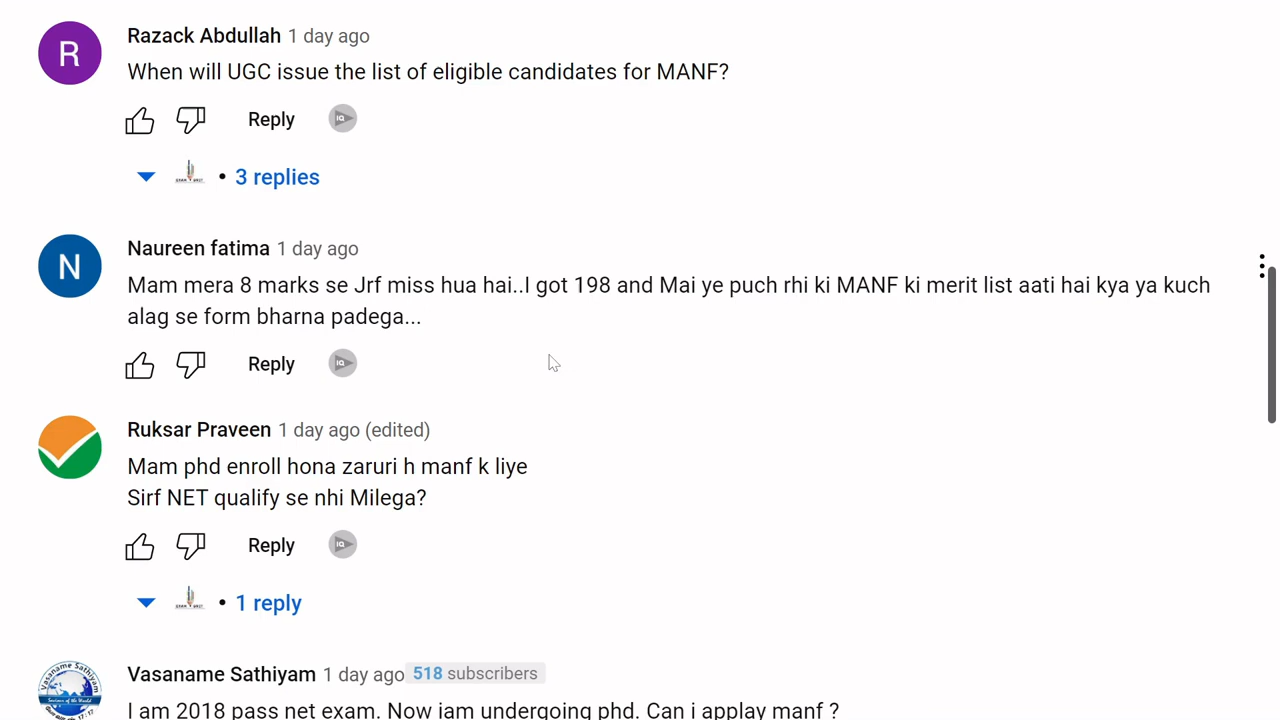 R
Razack Abdullah 1 day ago
When will UGC issue the list of eligible candidates for MANF?
Reply IQ
• 3 replies
N
Naureen fatima 1 day ago
Mam mera 8 marks se Jrf miss hua hai..I got 198 and Mai ye puch rhi ki MANF ki merit list aati hai kya ya kuch
alag se form bharna padega...
Reply IQ
Ruksar Praveen 1 day ago (edited)
Mam phd enroll hona zaruri h manf k liye
Sirf NET qualify se nhi Milega?
Reply IQ
• 1 reply
Vasaname Sathiyam 1 day ago 518 subscribers
I am 2018 pass net exam. Now iam undergoing phd. Can i applay manf ?